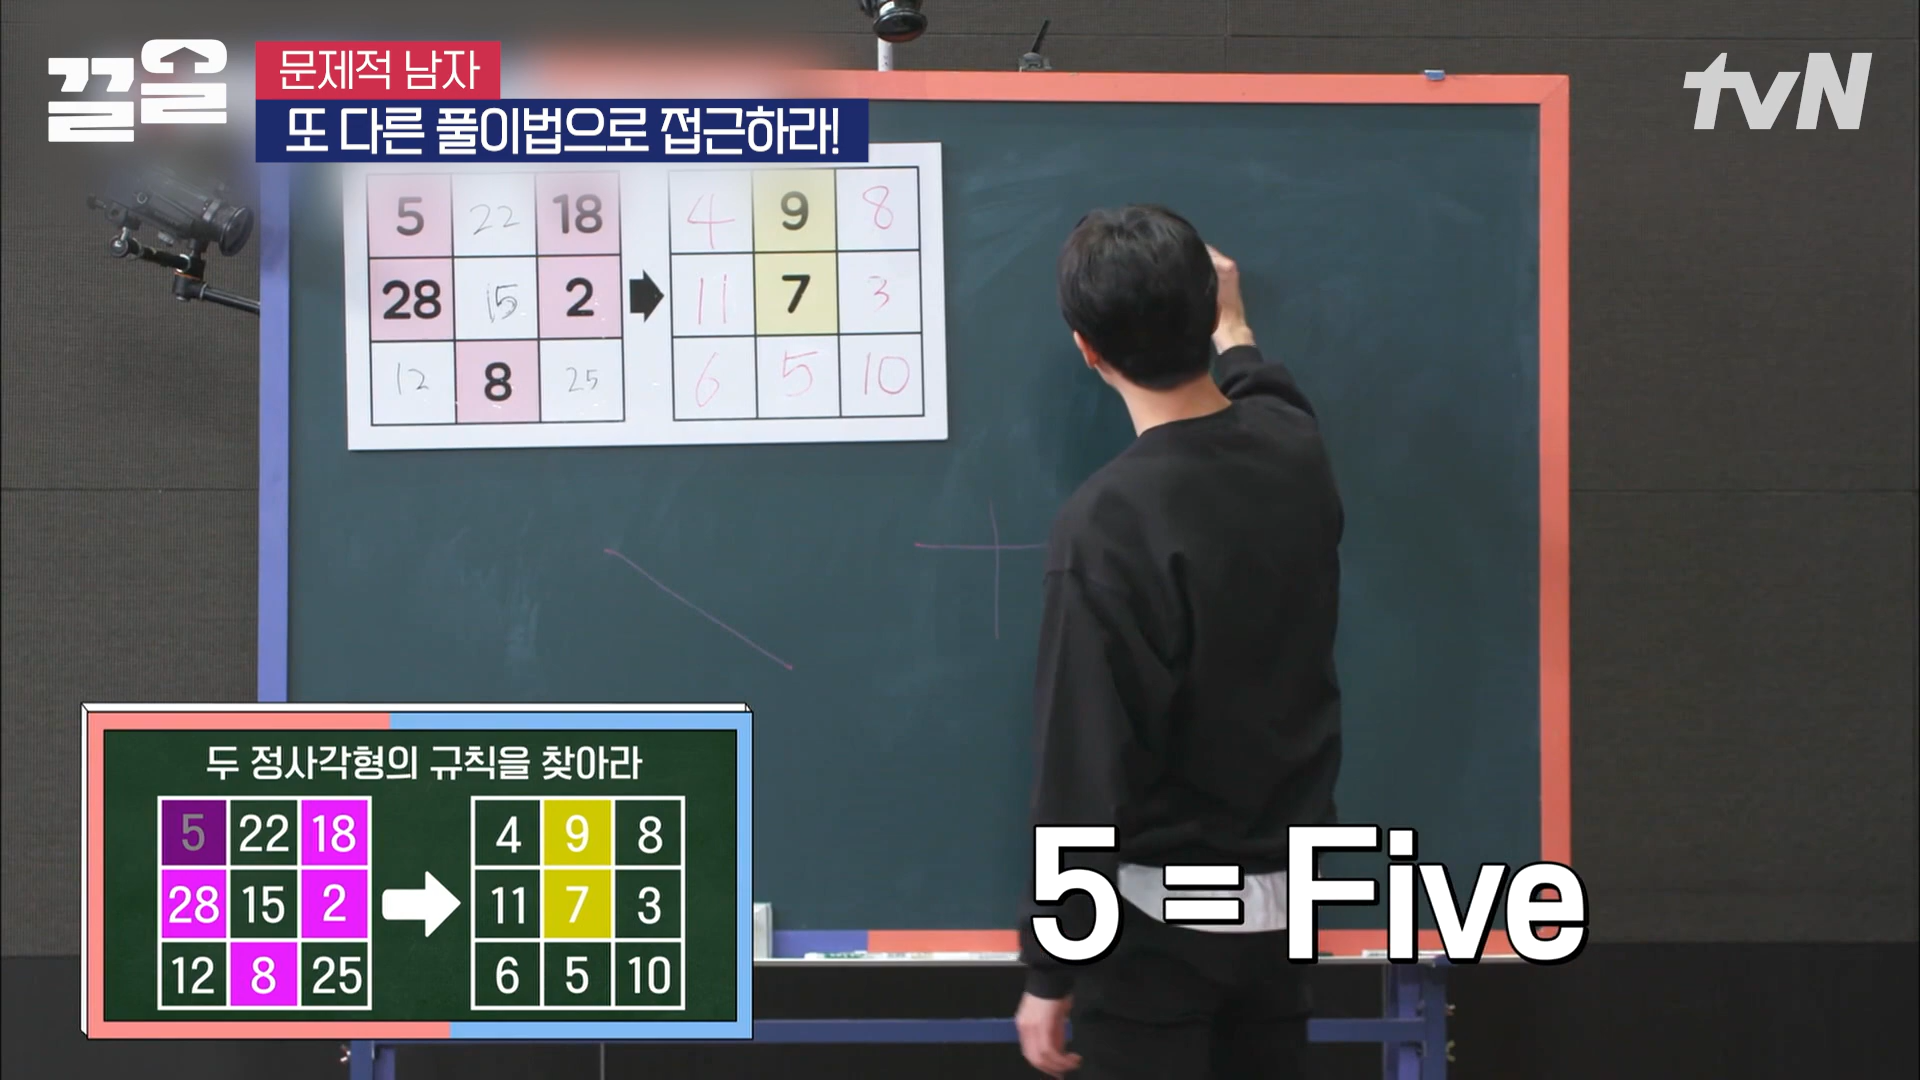 끌올
문제적 남자
tvN
또 다른 풀이법으로 접근하라!
5 22 18 4 9 8
28 15 2 11 7 3
12 8 25 6 5 10
두 정사각형의 규칙을 찾아라
5 22 18 4 9 8
28 15 2 11 7 3
12 8 25 6 5 10
5 = Five